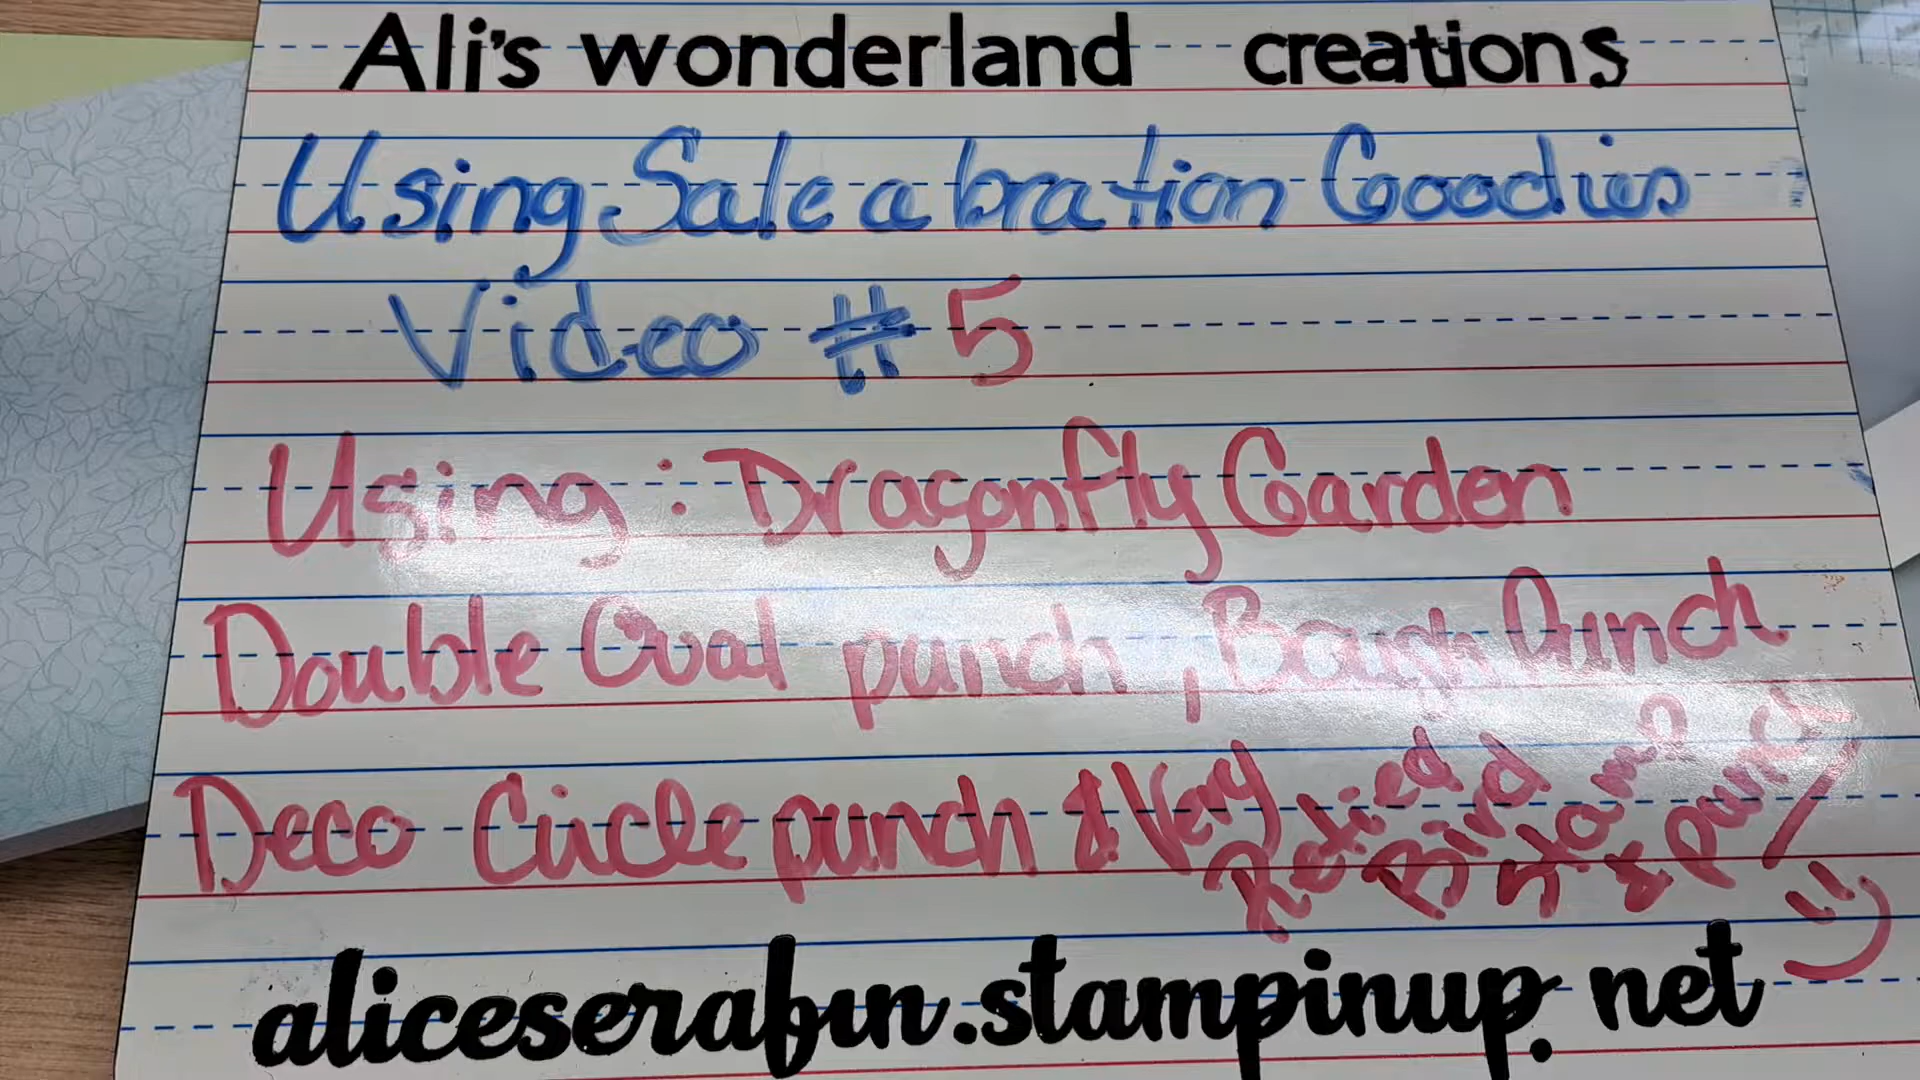 Ali's wonderland creations
Using Sale a bration Goodies
Video # 5
Using : Dragonfly Garden
Double Oval punch, Bough Punch
Deco Circle punch & Very Retired Bird Stamp & punch
aliceserafin.stampinup.net